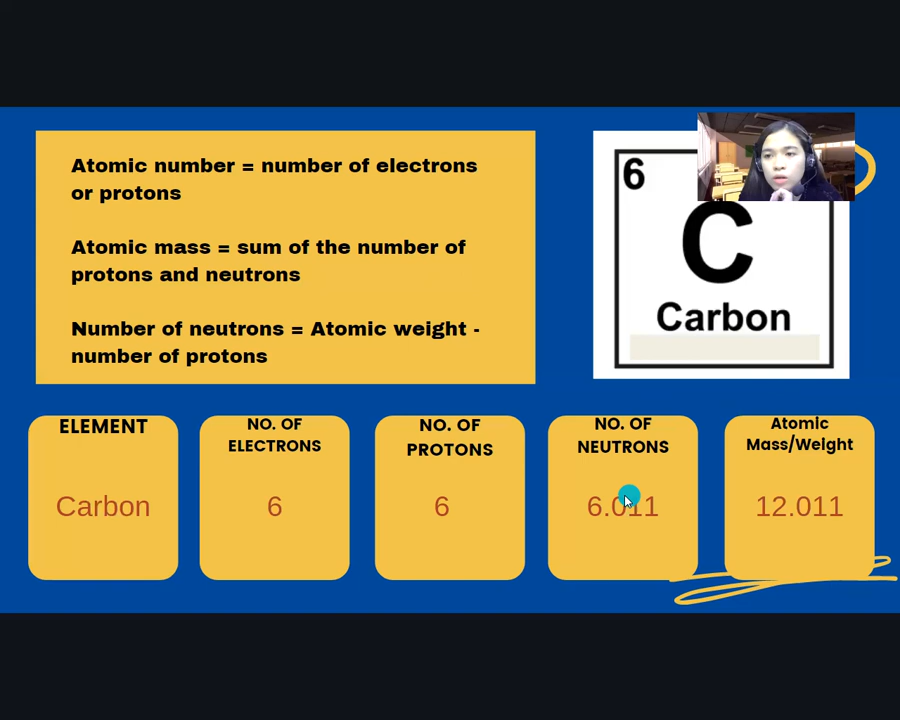 Atomic number = number of electrons
or protons
Atomic mass = sum of the number of
protons and neutrons
Number of neutrons = Atomic weight -
number of protons
6
C
Carbon
ELEMENT
Carbon
NO. OF
ELECTRONS
6
NO. OF
PROTONS
6
NO. OF
NEUTRONS
6.011
Atomic
Mass/Weight
12.011